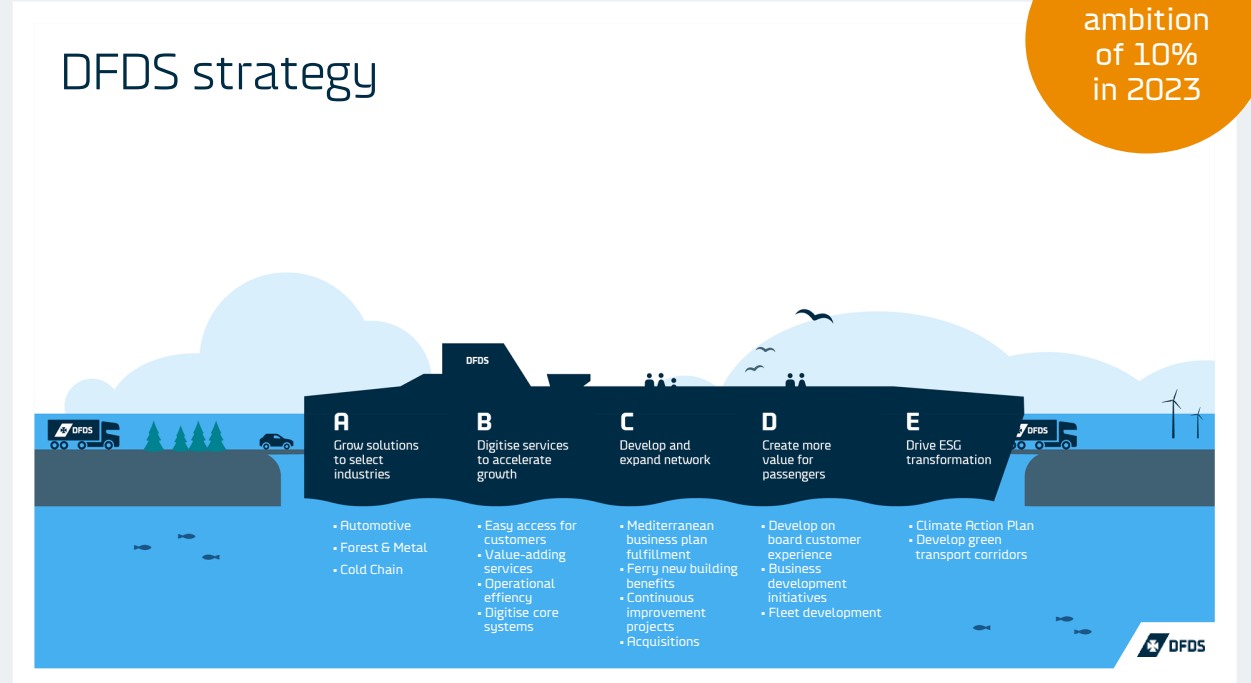 ambition
of 10%
in 2023
DFDS strategy
DFDS
DFDS
DFDS
A
Grow solutions
to select
industries
▪ Automotive
▪ Forest & Metal
▪ Cold Chain
B
Digitise services
to accelerate
growth
▪ Easy access for
customers
▪ Value-adding
services
▪ Operational
effiency
▪ Digitise core
systems
C
Develop and
expand network
▪ Mediterranean
business plan
fulfillment
▪ Ferry new building
benefits
▪ Continuous
improvement
projects
▪ Acquisitions
D
Create more
value for
passengers
▪ Develop on
board customer
experience
▪ Business
development
initiatives
▪ Fleet development
E
Drive ESG
transformation
▪ Climate Action Plan
▪ Develop green
transport corridors
DFDS